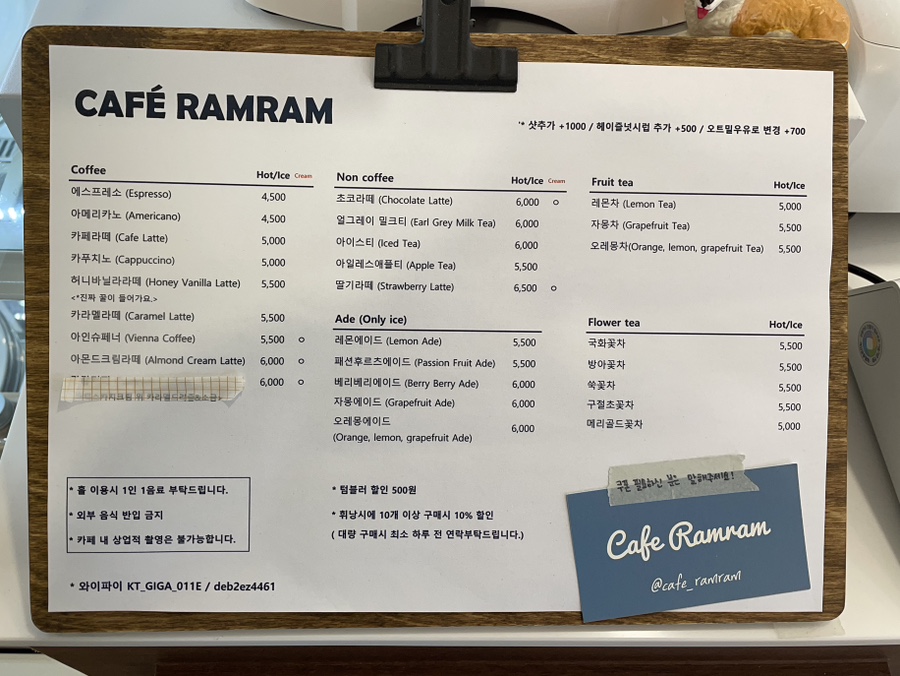 CAFÉ RAMRAM
'* 샷추가 +1000 / 헤이즐넛시럽 추가 +500 / 오트밀우유로 변경 +700
Coffee Hot/Ice Cream
에스프레소 (Espresso) 4,500
아메리카노 (Americano) 4,500
카페라떼 (Cafe Latte) 5,000
카푸치노 (Cappuccino) 5,000
허니바닐라라떼 (Honey Vanilla Latte) 5,500
<*진짜 꿀이 들어가요.>
카라멜라떼 (Caramel Latte) 5,500
아인슈페너 (Vienna Coffee) 5,500 o
아몬드크림라떼 (Almond Cream Latte) 6,000 o
6,000 o
Non coffee Hot/Ice Cream
초코라떼 (Chocolate Latte) 6,000 o
얼그레이 밀크티 (Earl Grey Milk Tea) 6,000
아이스티 (Iced Tea) 6,000
아일레스애플티 (Apple Tea) 5,500
딸기라떼 (Strawberry Latte) 6,500 o
Ade (Only ice)
레몬에이드 (Lemon Ade) 5,500
패션후르츠에이드 (Passion Fruit Ade) 5,500
베리베리에이드 (Berry Berry Ade) 6,000
자몽에이드 (Grapefruit Ade) 6,000
오레몽에이드
(Orange, lemon, grapefruit Ade) 6,000
Fruit tea Hot/Ice
레몬차 (Lemon Tea) 5,000
자몽차 (Grapefruit Tea) 5,500
오레몽차(Orange, lemon, grapefruit Tea) 5,500
Flower tea Hot/Ice
국화꽃차 5,500
방아꽃차 5,500
쑥꽃차 5,500
구절초꽃차 5,500
메리골드꽃차 5,000
* 홀 이용시 1인 1음료 부탁드립니다.
* 외부 음식 반입 금지
* 카페 내 상업적 촬영은 불가능합니다.
* 와이파이 KT_GIGA_011E / deb2ez4461
* 텀블러 할인 500원
* 휘낭시에 10개 이상 구매시 10% 할인
( 대량 구매시 최소 하루 전 연락부탁드립니다.)
쿠폰 필요하신 분은 말해주세요!
Cafe Ramram
@cafe_ramram